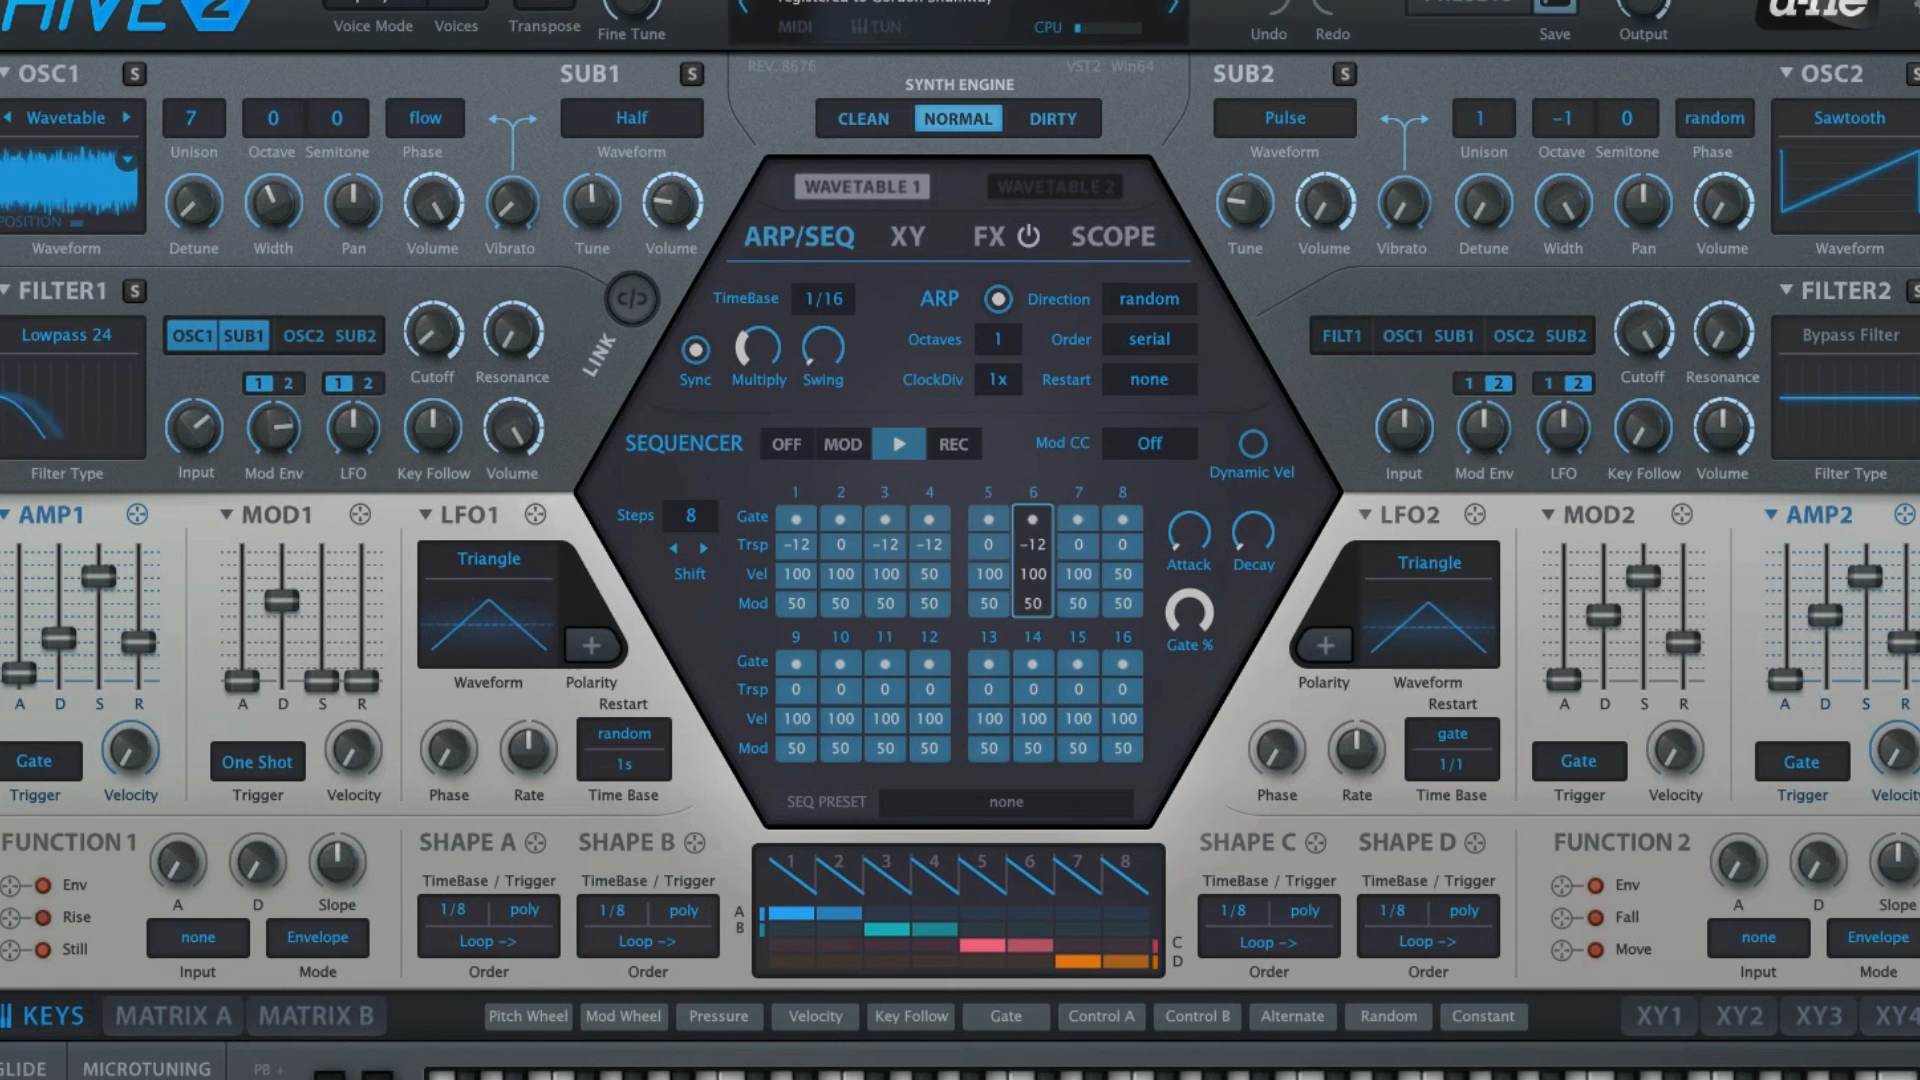 HIVE 2
Voice Mode Voices Transpose Fine Tune
registered to Gordon Shumway
MIDI TUN CPU
Undo Redo Save Output
u-he
REV. 8676 VST2 Win64
OSC1 S
Wavetable
7 0 0 flow
Unison Octave Semitone Phase
POSITION
Waveform Detune Width Pan Volume Vibrato
SUB1 S
Half
Waveform
Tune Volume
SYNTH ENGINE
CLEAN NORMAL DIRTY
SUB2 S
Pulse
Waveform
Tune Volume Vibrato
OSC2 S
1 -1 0 random Sawtooth
Unison Octave Semitone Phase
Detune Width Pan Volume Waveform
FILTER1 S
Lowpass 24
OSC1 SUB1 OSC2 SUB2
Cutoff Resonance
1 2 1 2
Filter Type Input Mod Env LFO Key Follow Volume
LINK
WAVETABLE 1 WAVETABLE 2
ARP/SEQ XY FX SCOPE
TimeBase 1/16 ARP Direction random
Octaves 1 Order serial
Sync Multiply Swing ClockDiv 1x Restart none
SEQUENCER OFF MOD REC Mod CC Off
Dynamic Vel
Steps 8
Shift
1 2 3 4 5 6 7 8
Gate
Trsp -12 0 -12 -12 0 -12 0 0
Vel 100 100 100 50 100 100 100 50
Mod 50 50 50 50 50 50 50 50
Attack Decay
Gate %
9 10 11 12 13 14 15 16
Gate
Trsp 0 0 0 0 0 0 0 0
Vel 100 100 100 100 100 100 100 100
Mod 50 50 50 50 50 50 50 50
SEQ PRESET none
FILTER2 S
FILT1 OSC1 SUB1 OSC2 SUB2
Cutoff Resonance
Bypass Filter
1 2 1 2
Input Mod Env LFO Key Follow Volume Filter Type
AMP1
A D S R
Gate
Trigger Velocity
MOD1
A D S R
One Shot
Trigger Velocity
LFO1
Triangle
Waveform Polarity
Restart
random
1s
Phase Rate Time Base
LFO2
Triangle
Polarity Waveform
Restart
gate
1/1
Phase Rate Time Base
MOD2
A D S R
Gate
Trigger Velocity
AMP2
A D S R
Gate
Trigger Velocity
FUNCTION 1
Env
Rise
Still
A D Slope
none Envelope
Input Mode
SHAPE A
TimeBase / Trigger
1/8 poly
Loop ->
Order
SHAPE B
TimeBase / Trigger
1/8 poly
Loop ->
Order
1 2 3 4 5 6 7 8
A
B
C
D
SHAPE C
TimeBase / Trigger
1/8 poly
Loop ->
Order
SHAPE D
TimeBase / Trigger
1/8 poly
Loop ->
Order
FUNCTION 2
Env
Fall
Move
A D Slope
none Envelope
Input Mode
KEYS MATRIX A MATRIX B
Pitch Wheel Mod Wheel Pressure Velocity Key Follow Gate Control A Control B Alternate Random Constant
XY1 XY2 XY3 XY4
GLIDE MICROTUNING PB +